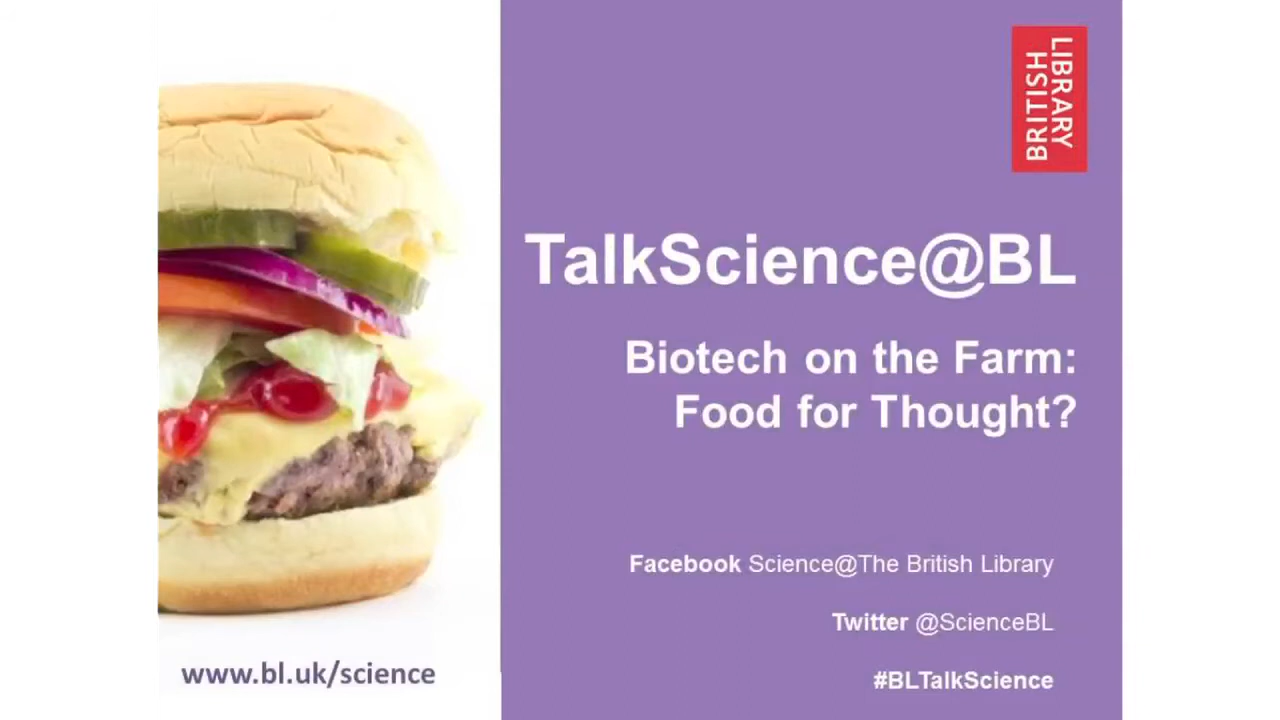 LIBRARY
BRITISH
TalkScience@BL
Biotech on the Farm:
Food for Thought?
Facebook Science@The British Library
Twitter @ScienceBL
#BLTalkScience
www.bl.uk/science